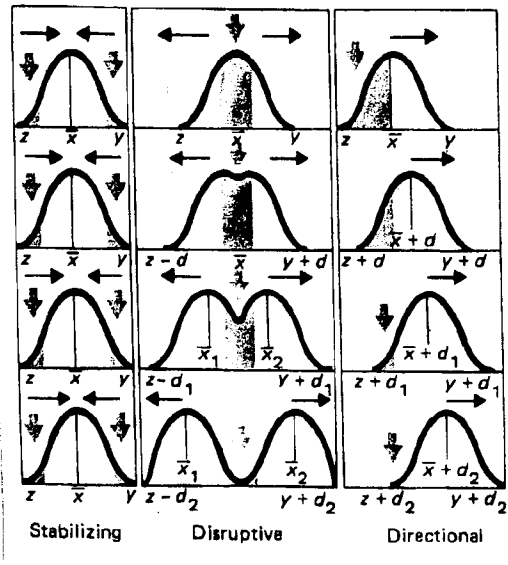 z x̄ y z x̄ y z x̄ y
z x̄ y z – d x̄ y + d z + d x̄ + d y + d
z x̄ y z–d₁ x̄₁ x̄₂ y + d₁ z + d₁ x̄ + d₁ y + d₁
z x̄ y z – d₂ x̄₁ x̄₂ y + d₂ z + d₂ x̄ + d₂ y + d₂
Stabilizing Disruptive Directional